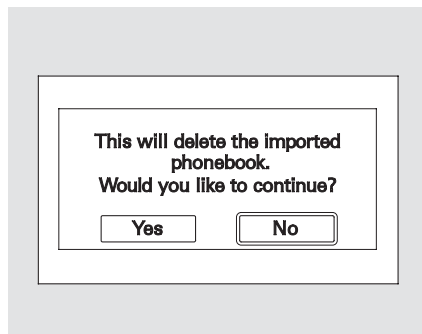 This will delete the imported
phonebook.
Would you like to continue?
Yes
No